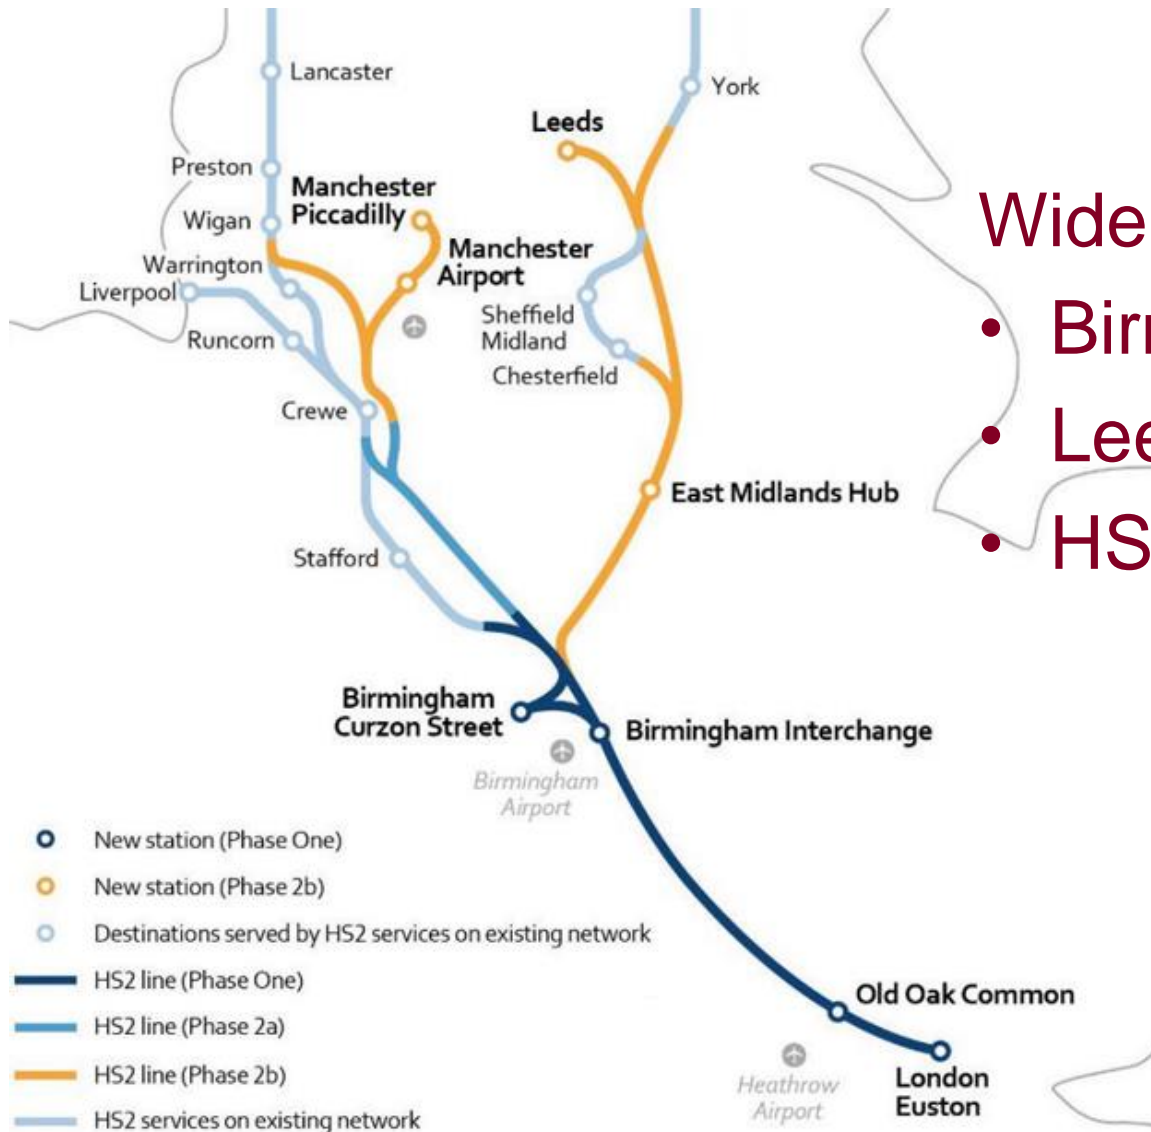 Lancaster
York
Leeds
Preston
Manchester
Piccadilly
Wigan
Wide
Manchester
Airport
Warrington
Liverpool
Sheffield
Midland
Runcorn
• Birr
Chesterfield
Crewe
• Lee
East Midlands Hub
• HS
Stafford
Birmingham
Curzon Street
Birmingham Interchange
Birmingham
Airport
New station (Phase One)
New station (Phase 2b)
Destinations served by HS2 services on existing network
HS2 line (Phase One)
Old Oak Common
HS2 line (Phase 2a)
HS2 line (Phase 2b)
London
Euston
Heathrow
Airport
HS2 services on existing network